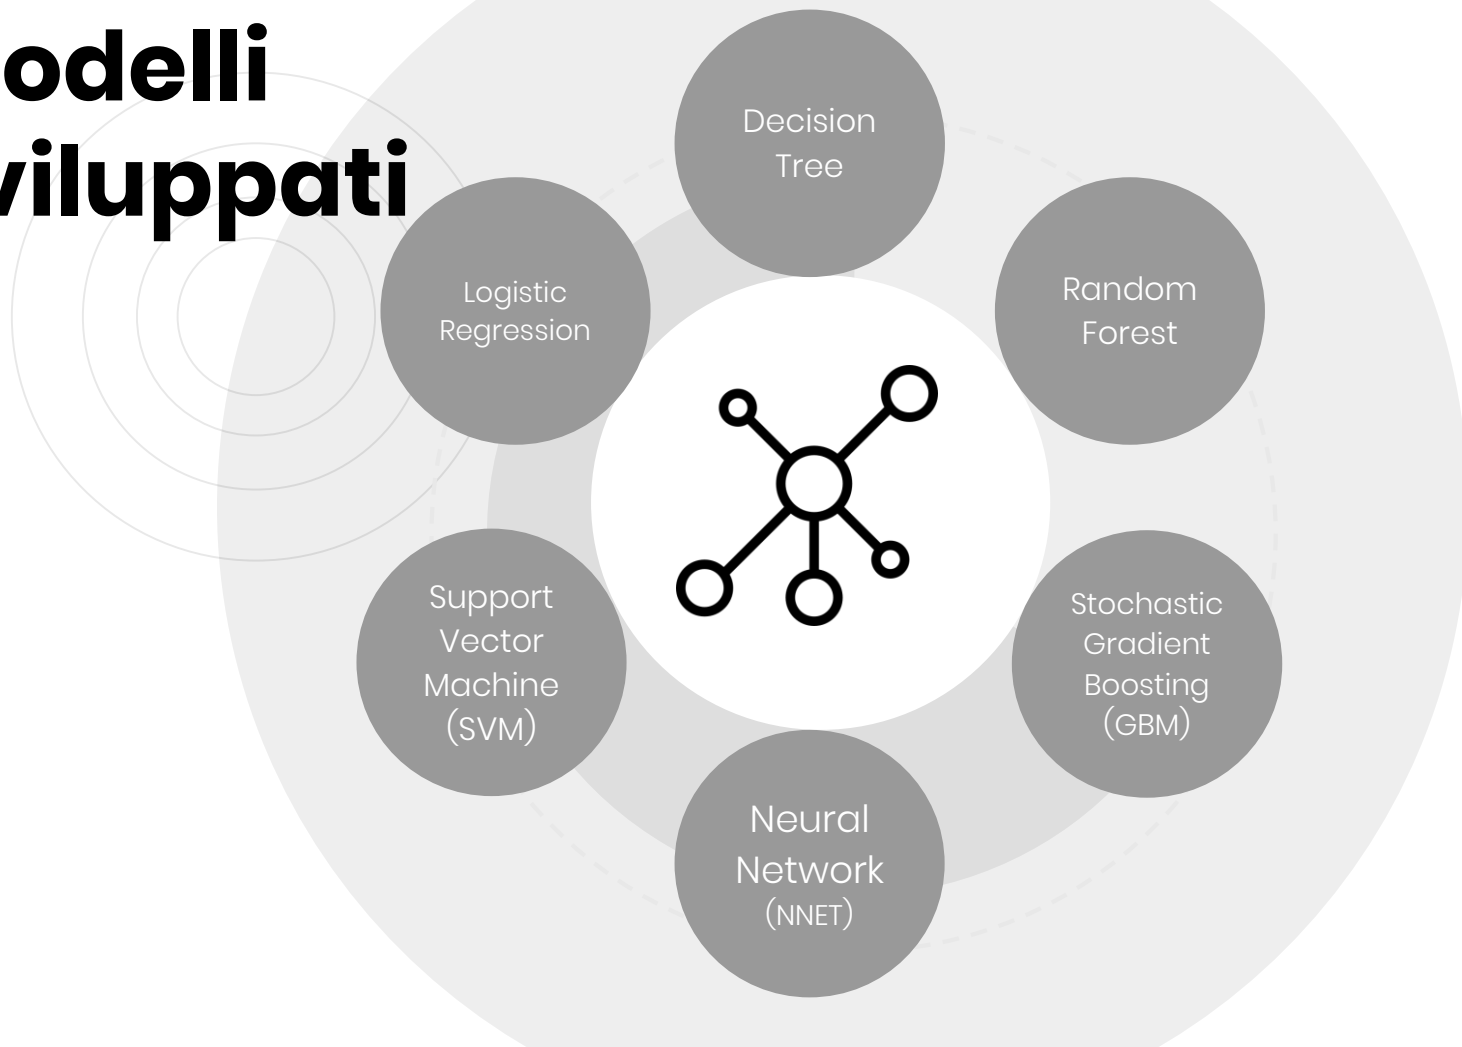 odelli
viluppati
Decision
Tree
Random
Forest
Stochastic
Gradient
Boosting
(GBM)
Neural
Network
(NNET)
Support
Vector
Machine
(SVM)
Logistic
Regression